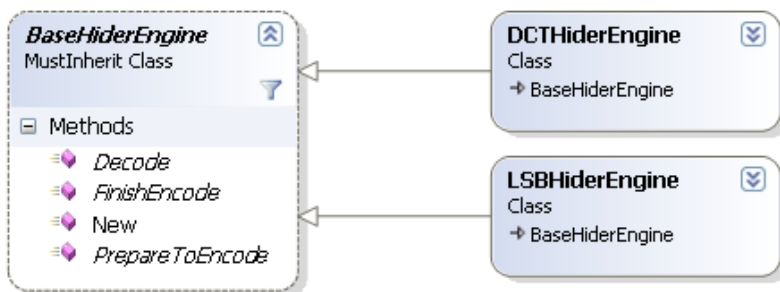 BaseHiderEngine
MustInherit Class
Methods
Decode
FinishEncode
New
PrepareToEncode
DCTHiderEngine
Class
BaseHiderEngine
LSBHiderEngine
Class
BaseHiderEngine